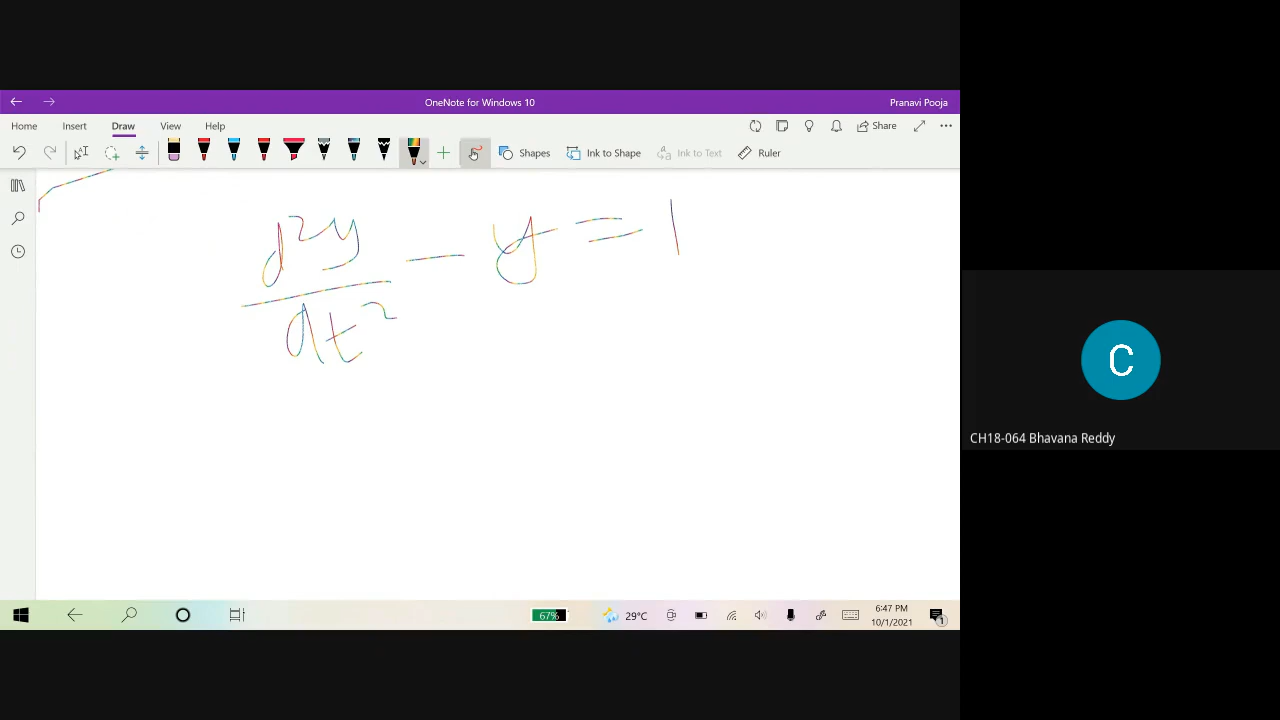 OneNote for Windows 10
Pranavi Pooja
Home Insert Draw View Help
Share
Shapes
Ink to Shape
Ink to Text
Ruler
d²y/dt² − y = 1
C
CH18-064 Bhavana Reddy
67%
29°C
6:47 PM
10/1/2021
1